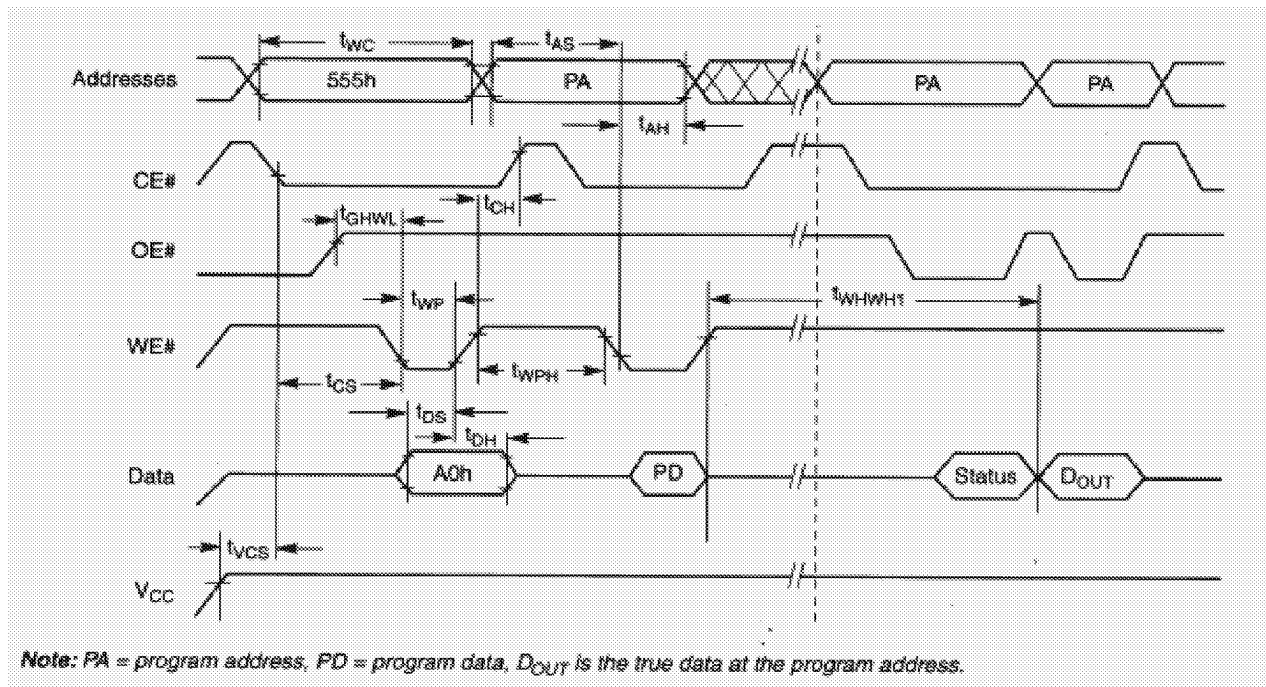 tWC tAS
Addresses 555h PA PA PA
tAH
CE#
tCH
tGHWL
OE#
tWP tWHWH1
WE#
tCS tWPH
tDS
tDH
Data A0h PD Status DOUT
tVCS
VCC
Note: PA = program address, PD = program data, DOUT is the true data at the program address.